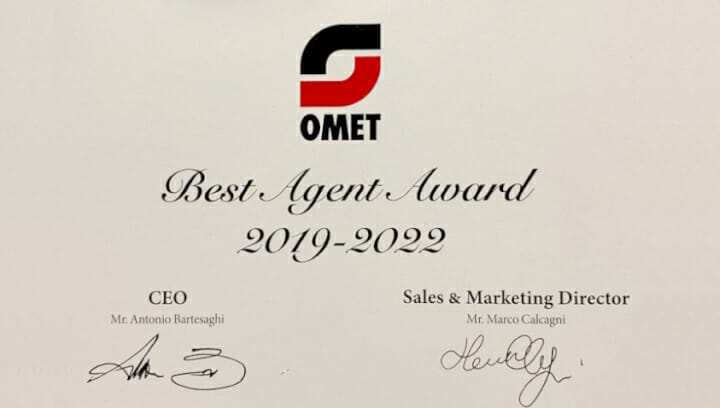 OMET
Best Agent Award
2019-2022
CEO
Mr. Antonio Bartesaghi
Sales & Marketing Director
Mr. Marco Calcagni